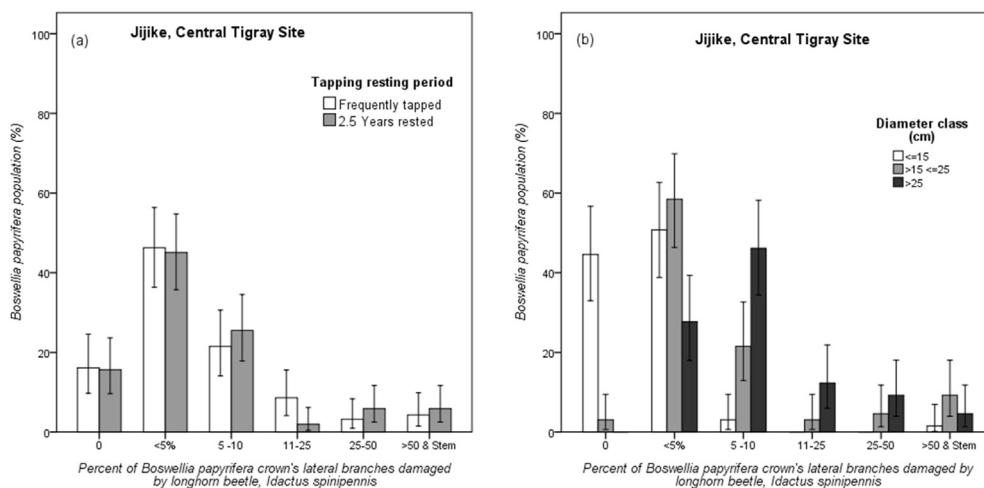 (a)
Jijike, Central Tigray Site
Tapping resting period
Frequently tapped
2.5 Years rested
Boswellia papyrifera population (%)
100
80
60
40
20
0
0
<5%
5 -10
11-25
25-50
>50 & Stem
Percent of Boswellia papyrifera crown's lateral branches damaged
by longhorn beetle, Idactus spinipennis
(b)
Jijike, Central Tigray Site
Diameter class
(cm)
<=15
>15 <=25
>25
Boswellia papyrifera population (%)
100
80
60
40
20
0
0
<5%
5 -10
11-25
25-50
>50 & Stem
Percent of Boswellia papyrifera crown's lateral branches damaged
by longhorn beetle, Idactus spinipennis